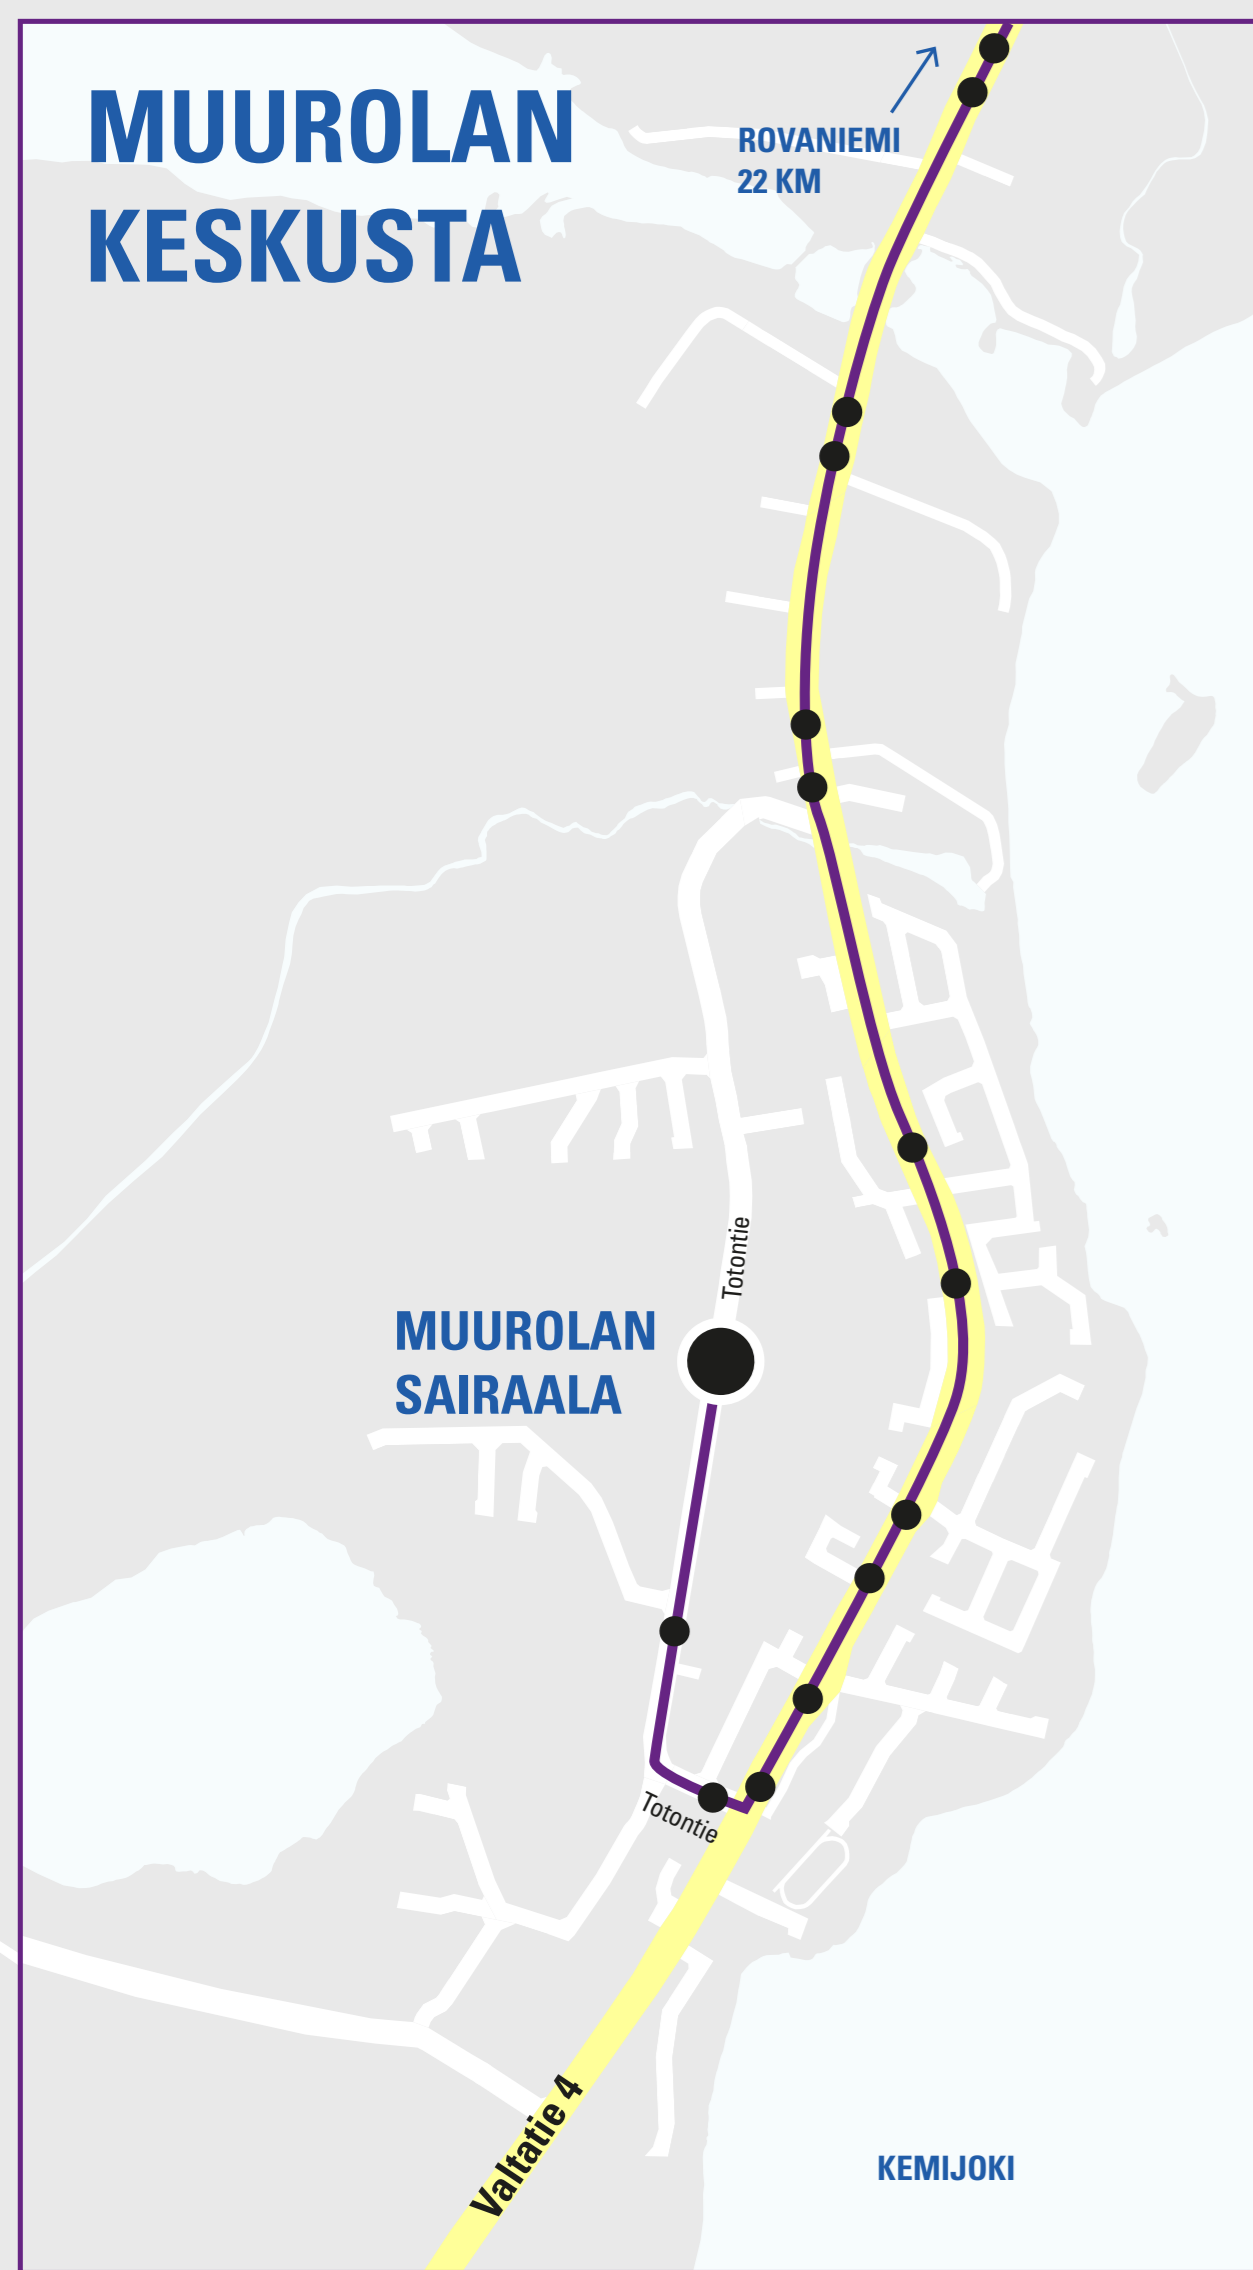 MUUROLAN
KESKUSTA
ROVANIEMI
22 KM
Totontie
MUUROLAN
SAIRAALA
Totontie
Valtatie 4
KEMIJOKI